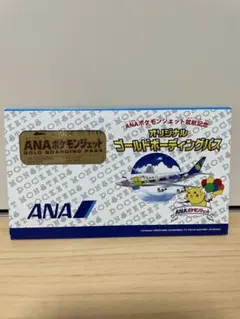 ANAポケモンジェット就航記念
オリジナル
ゴールドボーディングパス
ANAポケモンジェット
GOLD BOARDING PASS
ANA
ANAポケモンジェット